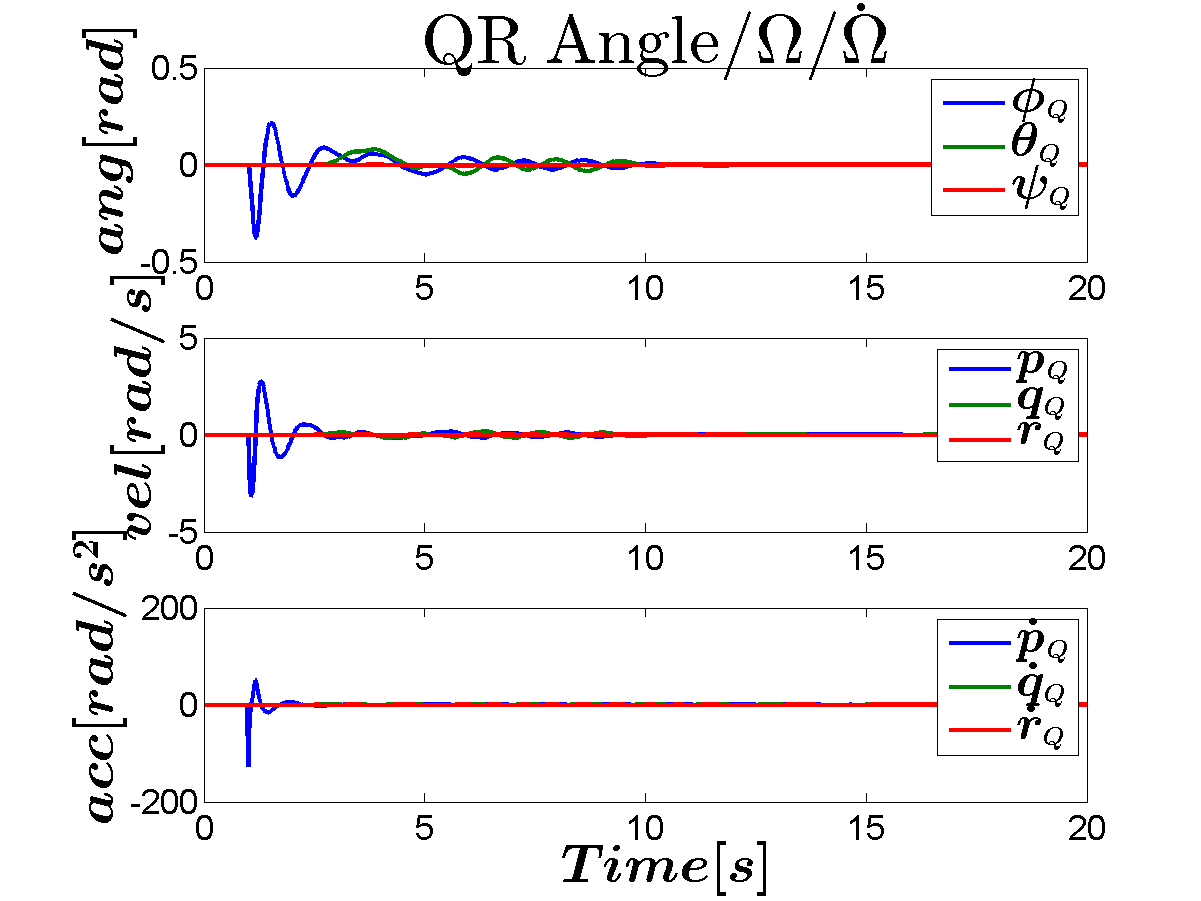 QR Angle/Ω/Ω̇
ang[rad]
0.5
0
-0.5
ϕ_Q
θ_Q
ψ_Q
0 5 10 15 20
vel[rad/s]
5
0
-5
p_Q
q_Q
r_Q
0 5 10 15 20
acc[rad/s²]
200
0
-200
ṗ_Q
q̇_Q
ṙ_Q
0 5 10 15 20
Time[s]